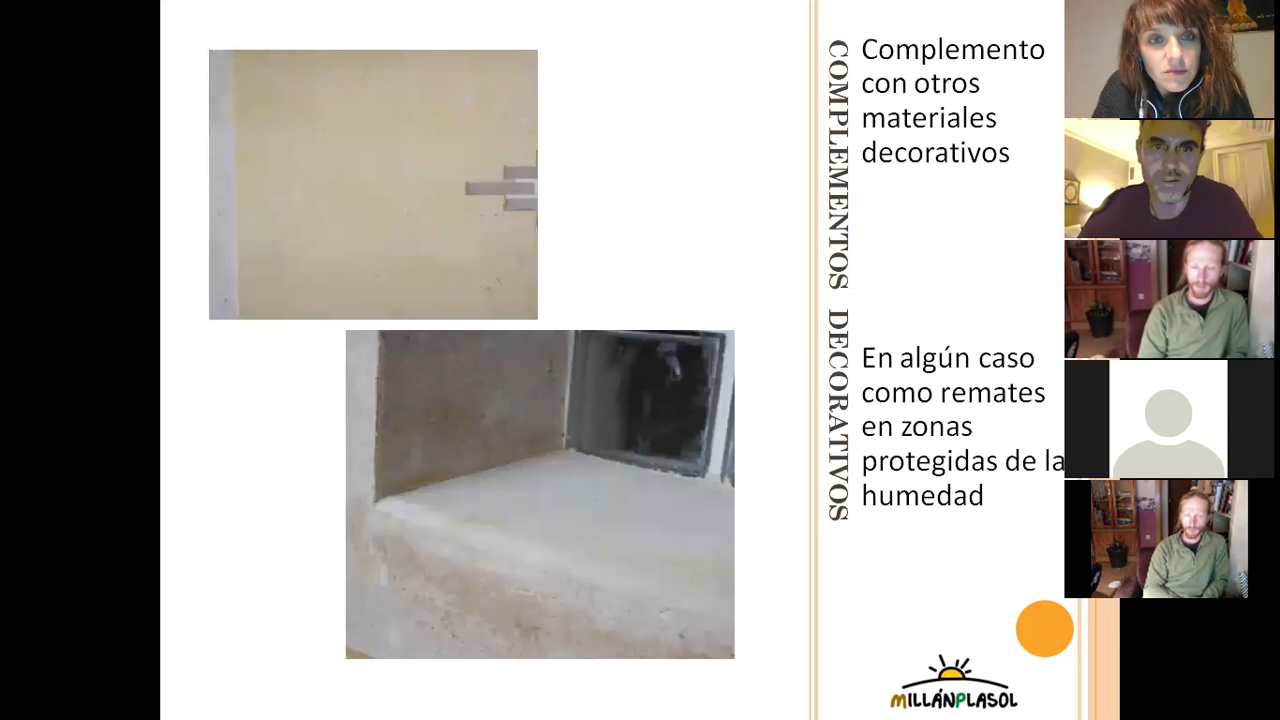 COMPLEMENTOS DECORATIVOS
Complemento
con otros
materiales
decorativos
En algún caso
como remates
en zonas
protegidas de la
humedad
MILLÁNPLASOL